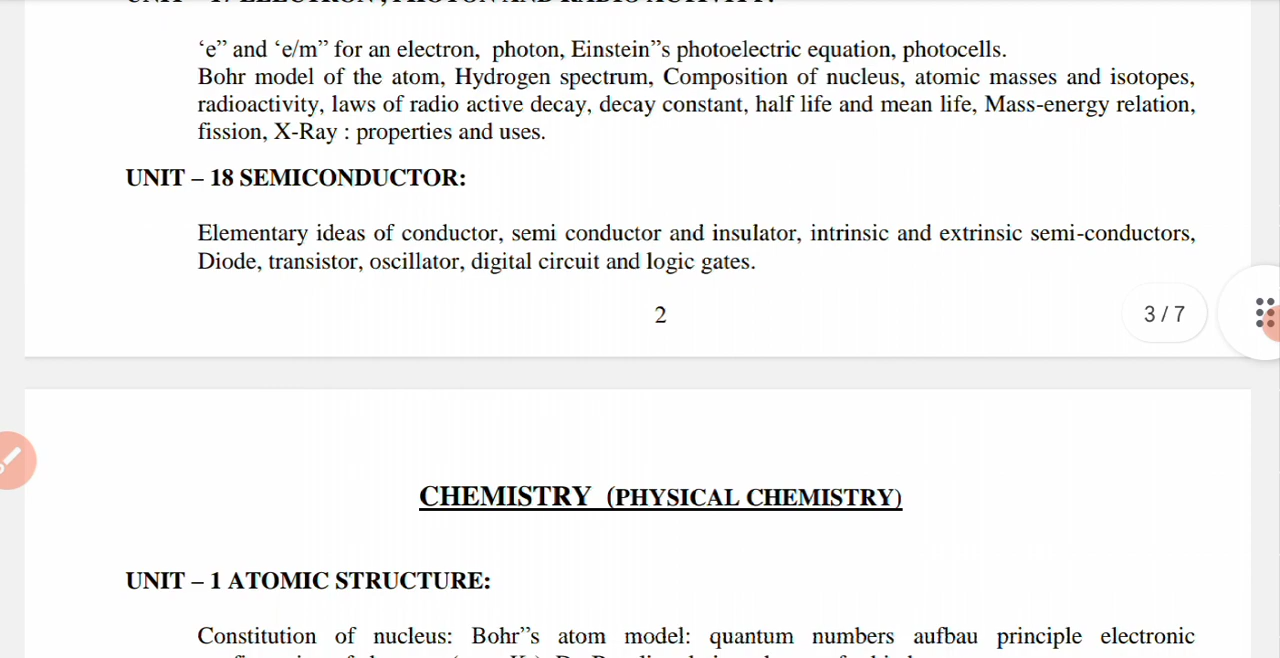 ‘e” and ‘e/m” for an electron, photon, Einstein”s photoelectric equation, photocells.
Bohr model of the atom, Hydrogen spectrum, Composition of nucleus, atomic masses and isotopes,
radioactivity, laws of radio active decay, decay constant, half life and mean life, Mass-energy relation,
fission, X-Ray : properties and uses.
UNIT – 18 SEMICONDUCTOR:
Elementary ideas of conductor, semi conductor and insulator, intrinsic and extrinsic semi-conductors,
Diode, transistor, oscillator, digital circuit and logic gates.
2
3 / 7
CHEMISTRY (PHYSICAL CHEMISTRY)
UNIT – 1 ATOMIC STRUCTURE:
Constitution of nucleus: Bohr”s atom model: quantum numbers aufbau principle electronic